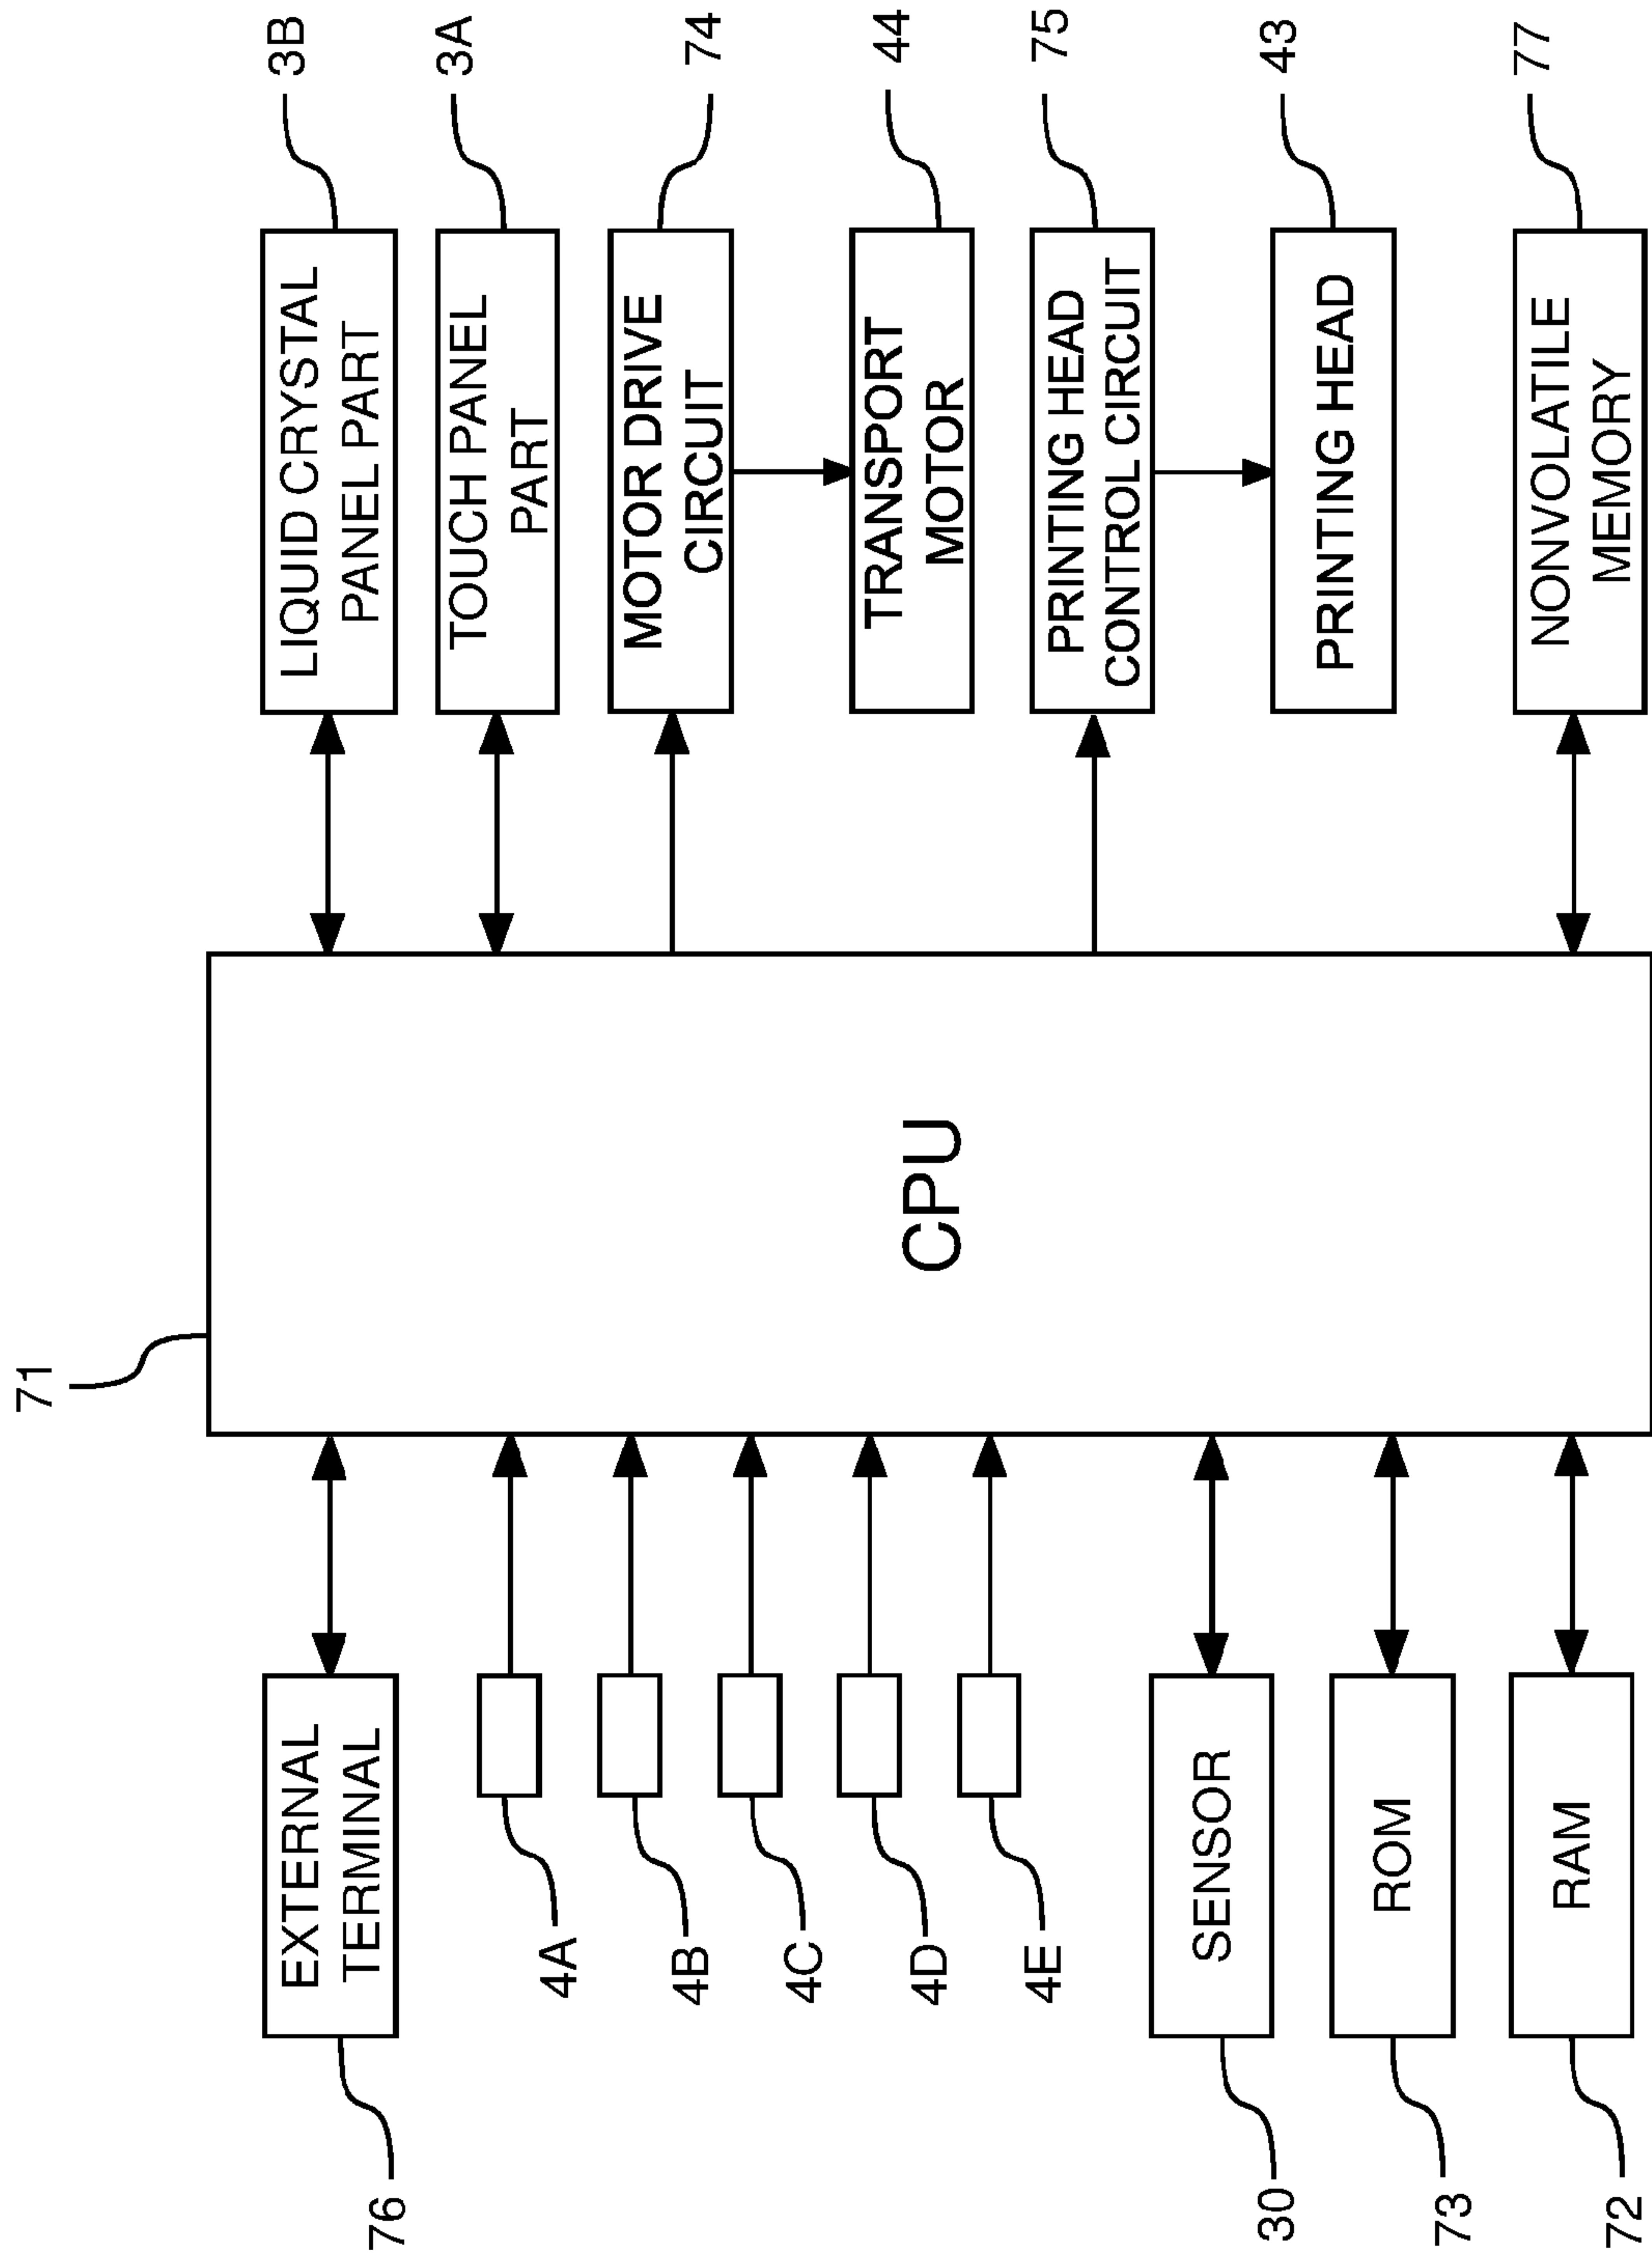 71
76
EXTERNAL
TERMINAL
4A
4B
4C
4D
4E
30
SENSOR
73
ROM
72
RAM
CPU
LIQUID CRYSTAL
PANEL PART
3B
TOUCH PANEL
PART
3A
MOTOR DRIVE
CIRCUIT
74
TRANSPORT
MOTOR
44
PRINTING HEAD
CONTROL CIRCUIT
75
PRINTING HEAD
43
NONVOLATILE
MEMORY
77